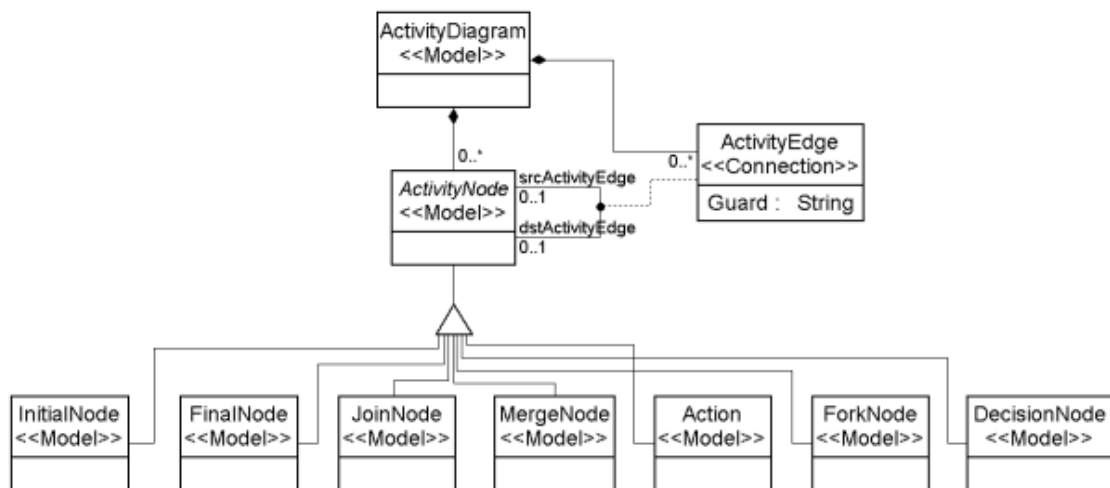 ActivityDiagram
<<Model>>
0..*
ActivityNode
<<Model>>
srcActivityEdge
0..1
dstActivityEdge
0..1
0..*
ActivityEdge
<<Connection>>
Guard : String
InitialNode
<<Model>>
FinalNode
<<Model>>
JoinNode
<<Model>>
MergeNode
<<Model>>
Action
<<Model>>
ForkNode
<<Model>>
DecisionNode
<<Model>>